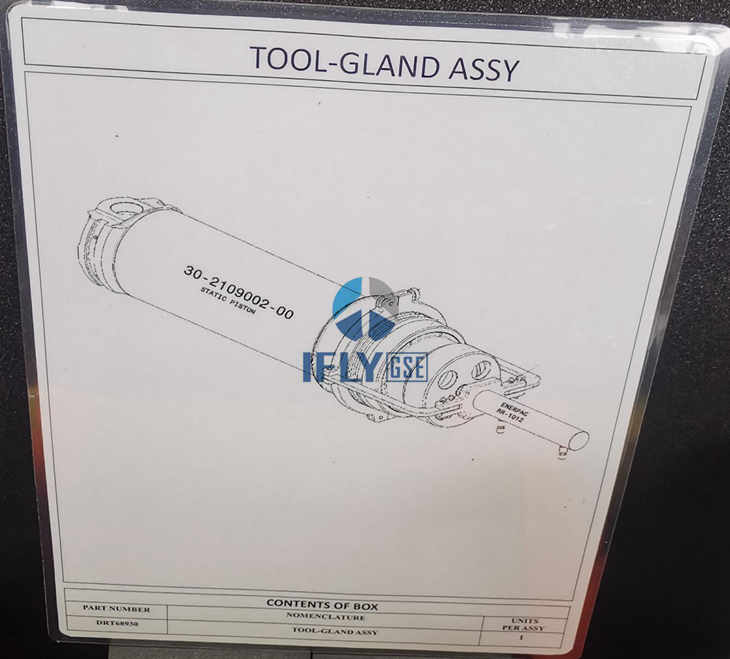 TOOL-GLAND ASSY
30-2109002-00
STATIC PISTON
IFLY GSE
ENERPAC
RR-1012
CONTENTS OF BOX
PART NUMBER
NOMENCLATURE
UNITS
PER ASSY
DRT68930
TOOL-GLAND ASSY
1